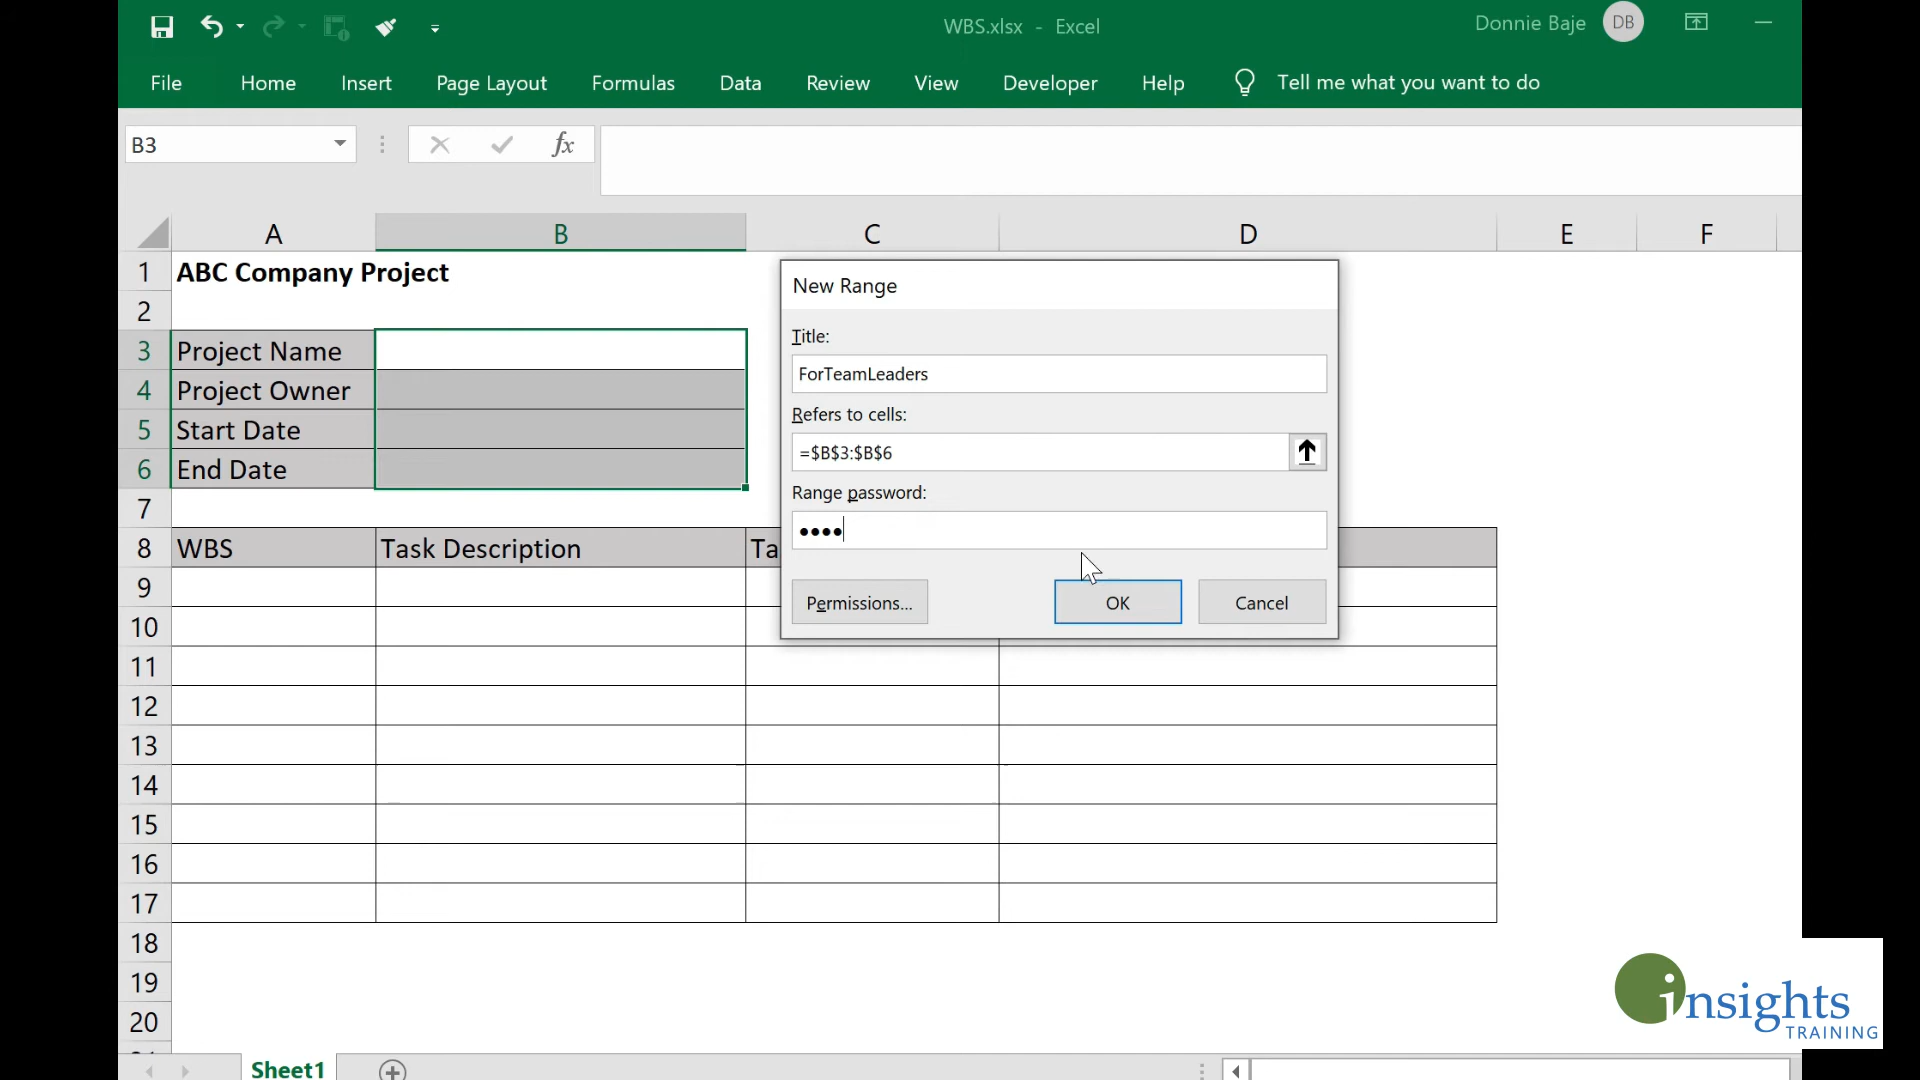 WBS.xlsx - Excel
Donnie Baje DB
File Home Insert Page Layout Formulas Data Review View Developer Help Tell me what you want to do
B3 fx
A B C D E F
1 ABC Company Project
2
3 Project Name
4 Project Owner
5 Start Date
6 End Date
7
8 WBS Task Description Ta
9
10
11
12
13
14
15
16
17
18
19
20
New Range
Title:
ForTeamLeaders
Refers to cells:
=$B$3:$B$6
Range password:
••••
Permissions... OK Cancel
Sheet1
insights
TRAINING